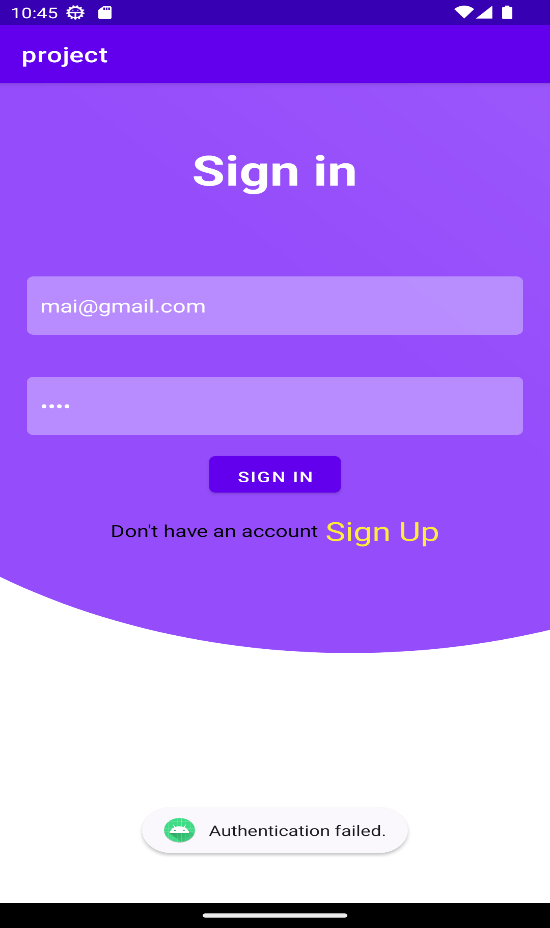 10:45
project
Sign in
mai@gmail.com
••••
SIGN IN
Don't have an account Sign Up
Authentication failed.